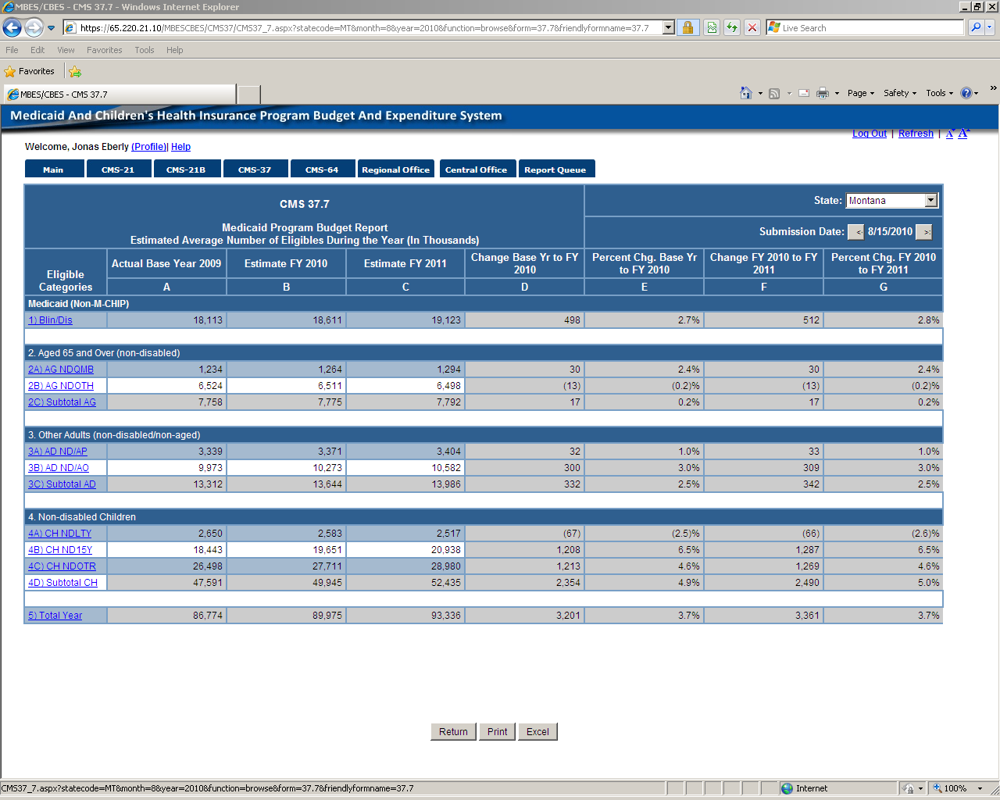 MBES/CBES - CMS 37.7 - Windows Internet Explorer
https://65.220.21.10/MBESCBES/CMS37/CMS37_7.aspx?statecode=MT&month=8&year=2010&function=browse&form=37.7&friendlyformname=37.7
Live Search
File Edit View Favorites Tools Help
Favorites
MBES/CBES - CMS 37.7
Page Safety Tools
Medicaid And Children's Health Insurance Program Budget And Expenditure System
Log Out | Refresh | A A
Welcome, Jonas Eberly (Profile)| Help
Main CMS-21 CMS-21B CMS-37 CMS-64 Regional Office Central Office Report Queue
CMS 37.7
State: Montana
Medicaid Program Budget Report
Submission Date: < 8/15/2010 >
Estimated Average Number of Eligibles During the Year (In Thousands)
Eligible Categories Actual Base Year 2009 Estimate FY 2010 Estimate FY 2011 Change Base Yr to FY 2010 Percent Chg. Base Yr to FY 2010 Change FY 2010 to FY 2011 Percent Chg. FY 2010 to FY 2011
A B C D E F G
Medicaid (Non-M-CHIP)
1) Blin/Dis 18,113 18,611 19,123 498 2.7% 512 2.8%
2. Aged 65 and Over (non-disabled)
2A) AG NDQMB 1,234 1,264 1,294 30 2.4% 30 2.4%
2B) AG NDOTH 6,524 6,511 6,498 (13) (0.2)% (13) (0.2)%
2C) Subtotal AG 7,758 7,775 7,792 17 0.2% 17 0.2%
3. Other Adults (non-disabled/non-aged)
3A) AD ND/AP 3,339 3,371 3,404 32 1.0% 33 1.0%
3B) AD ND/AO 9,973 10,273 10,582 300 3.0% 309 3.0%
3C) Subtotal AD 13,312 13,644 13,986 332 2.5% 342 2.5%
4. Non-disabled Children
4A) CH NDLTY 2,650 2,583 2,517 (67) (2.5)% (66) (2.6)%
4B) CH ND15Y 18,443 19,651 20,938 1,208 6.5% 1,287 6.5%
4C) CH NDOTR 26,498 27,711 28,980 1,213 4.6% 1,269 4.6%
4D) Subtotal CH 47,591 49,945 52,435 2,354 4.9% 2,490 5.0%
5) Total Year 86,774 89,975 93,336 3,201 3.7% 3,361 3.7%
Return Print Excel
CMS37_7.aspx?statecode=MT&month=8&year=2010&function=browse&form=37.7&friendlyformname=37.7 Internet 100%